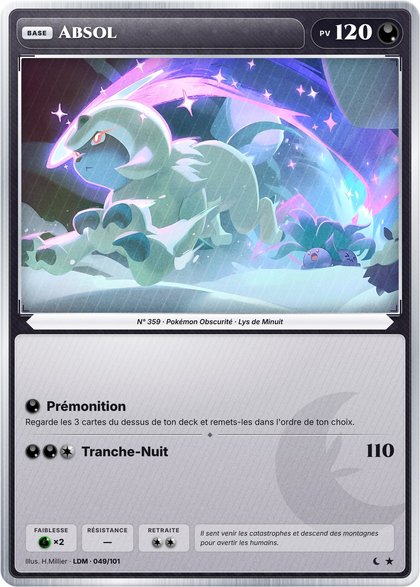 BASE ABSOL PV 120
N° 359 · Pokémon Obscurité · Lys de Minuit
Prémonition
Regarde les 3 cartes du dessus de ton deck et remets-les dans l'ordre de ton choix.
Tranche-Nuit 110
FAIBLESSE RÉSISTANCE RETRAITE
×2 —
Il sent venir les catastrophes et descend des montagnes
pour avertir les humains.
Illus. H.Millier · LDM · 049/101